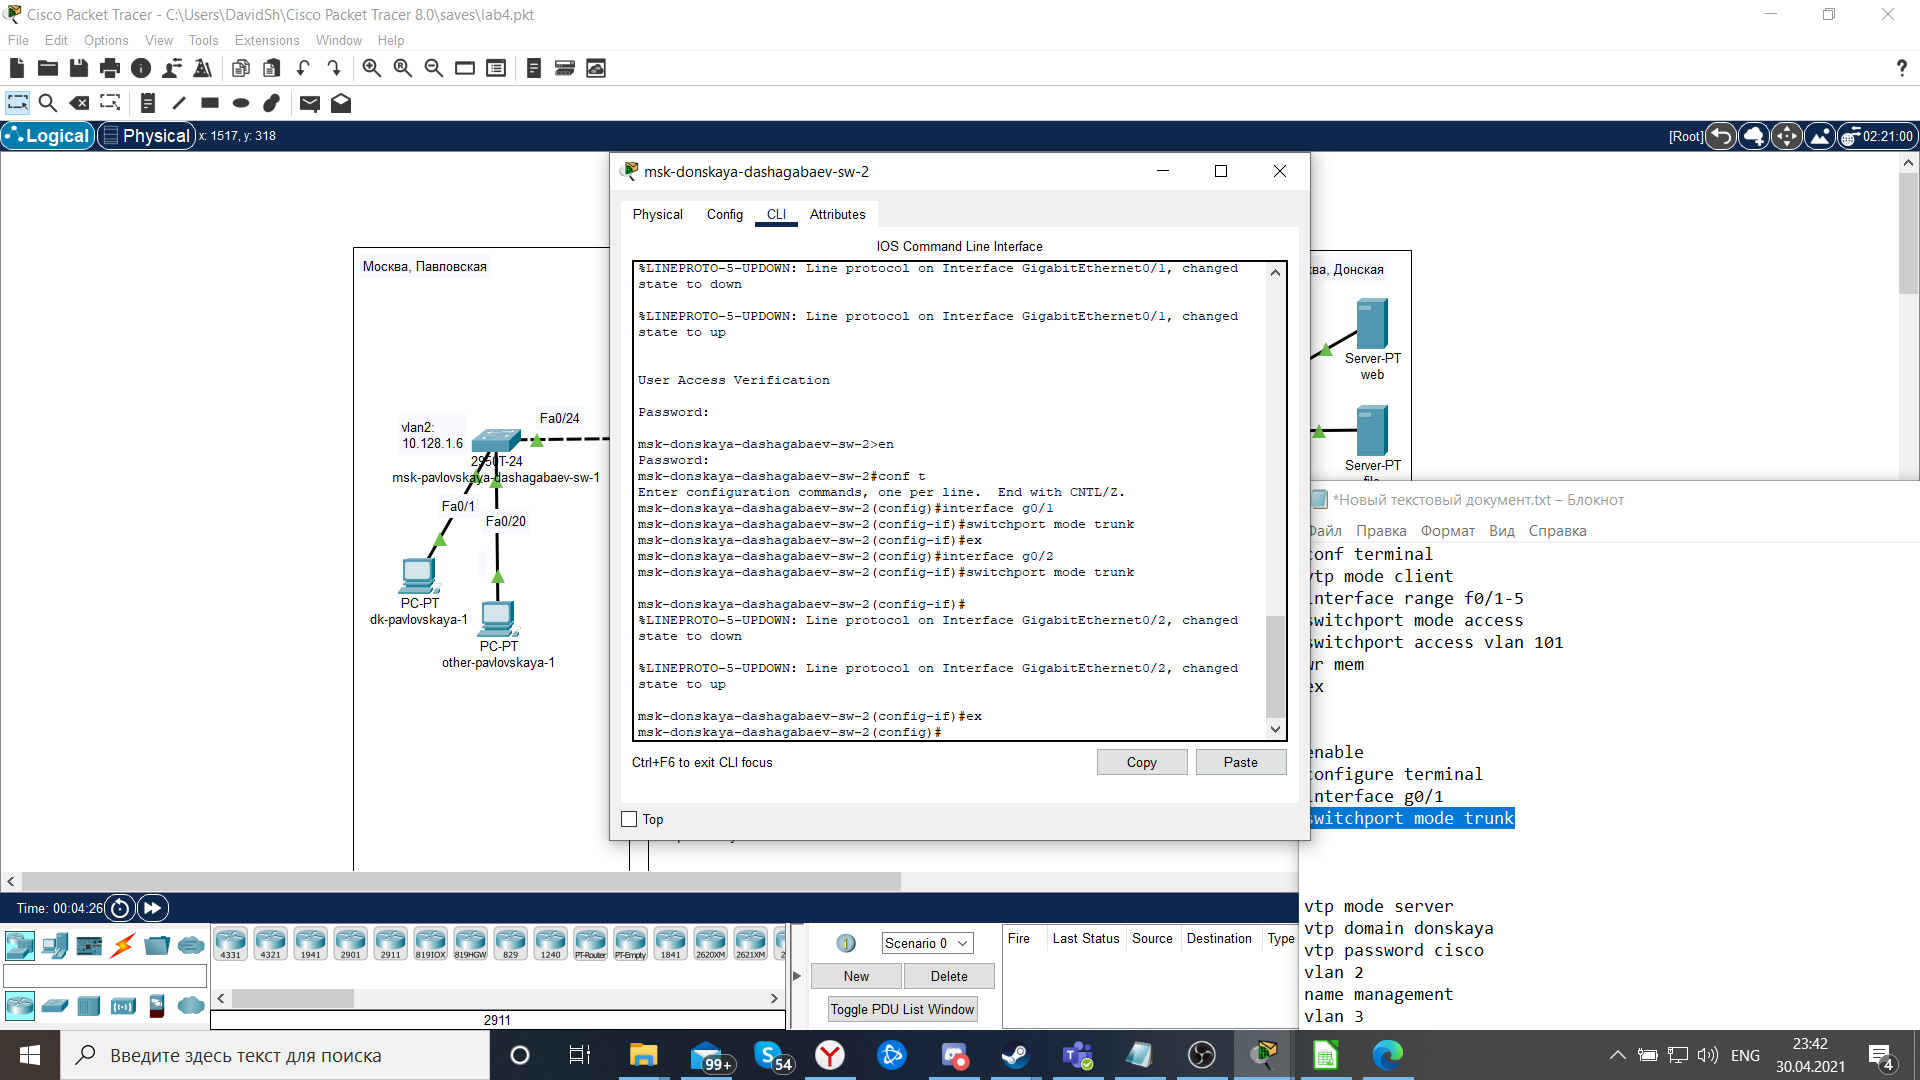 Cisco Packet Tracer - C:\Users\DavidSh\Cisco Packet Tracer 8.0\saves\lab4.pkt
File Edit Options View Tools Extensions Window Help
Logical Physical x: 1517, y: 318
[Root] 02:21:00
Москва, Павловская
vlan2:
10.128.1.6
Fa0/24
2950T-24
msk-pavlovskaya-dashagabaev-sw-1
Fa0/1
Fa0/20
PC-PT
dk-pavlovskaya-1
PC-PT
other-pavlovskaya-1
msk-donskaya-dashagabaev-sw-2
Physical Config CLI Attributes
IOS Command Line Interface
%LINEPROTO-5-UPDOWN: Line protocol on Interface GigabitEthernet0/1, changed
state to down
%LINEPROTO-5-UPDOWN: Line protocol on Interface GigabitEthernet0/1, changed
state to up
User Access Verification
Password:
msk-donskaya-dashagabaev-sw-2>en
Password:
msk-donskaya-dashagabaev-sw-2#conf t
Enter configuration commands, one per line.  End with CNTL/Z.
msk-donskaya-dashagabaev-sw-2(config)#interface g0/1
msk-donskaya-dashagabaev-sw-2(config-if)#switchport mode trunk
msk-donskaya-dashagabaev-sw-2(config-if)#ex
msk-donskaya-dashagabaev-sw-2(config)#interface g0/2
msk-donskaya-dashagabaev-sw-2(config-if)#switchport mode trunk
msk-donskaya-dashagabaev-sw-2(config-if)#
%LINEPROTO-5-UPDOWN: Line protocol on Interface GigabitEthernet0/2, changed
state to down
%LINEPROTO-5-UPDOWN: Line protocol on Interface GigabitEthernet0/2, changed
state to up
msk-donskaya-dashagabaev-sw-2(config-if)#ex
msk-donskaya-dashagabaev-sw-2(config)#
Ctrl+F6 to exit CLI focus
Copy Paste
Top
ва, Донская
Server-PT
web
Server-PT
*Новый текстовый документ.txt – Блокнот
Файл Правка Формат Вид Справка
conf terminal
vtp mode client
interface range f0/1-5
switchport mode access
switchport access vlan 101
wr mem
ex
enable
configure terminal
interface g0/1
switchport mode trunk
vtp mode server
vtp domain donskaya
vtp password cisco
vlan 2
name management
vlan 3
Time: 00:04:26
4331 4321 1941 2901 2911 819IOX 819HGW 829 1240 PT-Router PT-Empty 1841 2620XM 2621XM 2
2911
Scenario 0
New Delete
Toggle PDU List Window
Fire Last Status Source Destination Type
Введите здесь текст для поиска
99+ 54
ENG
23:42
30.04.2021
4